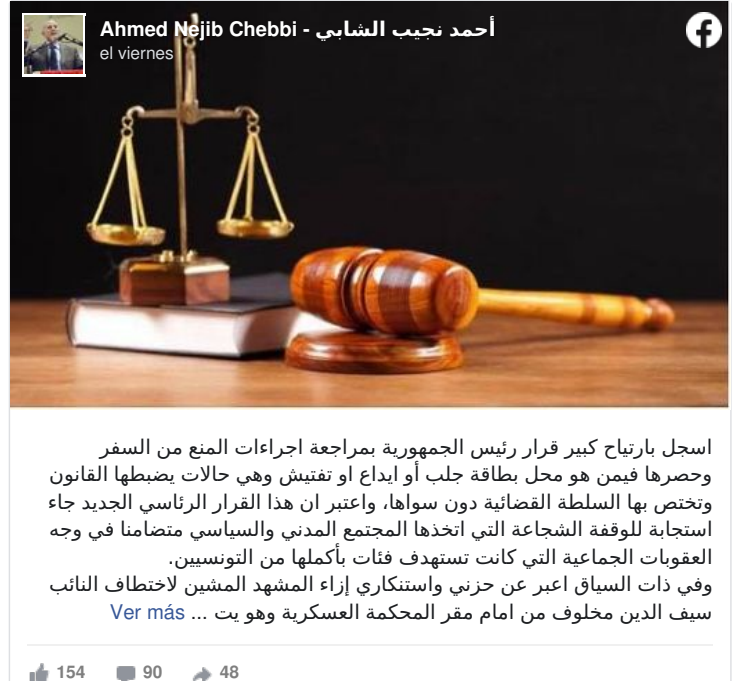 Ahmed Nejib Chebbi - أحمد نجيب الشابي
el viernes
اسجل بارتياح كبير قرار رئيس الجمهورية بمراجعة اجراءات المنع من السفر
وحصرها فيمن هو محل بطاقة جلب أو ايداع او تفتيش وهي حالات يضبطها القانون
وتختص بها السلطة القضائية دون سواها، واعتبر ان هذا القرار الرئاسي الجديد جاء
استجابة للوقفة الشجاعة التي اتخذها المجتمع المدني والسياسي متضامنا في وجه
العقوبات الجماعية التي كانت تستهدف فئات بأكملها من التونسيين.
وفي ذات السياق اعبر عن حزني واستنكاري إزاء المشهد المشين لاختطاف النائب
سيف الدين مخلوف من امام مقر المحكمة العسكرية وهو يت ... Ver más
154 90 48